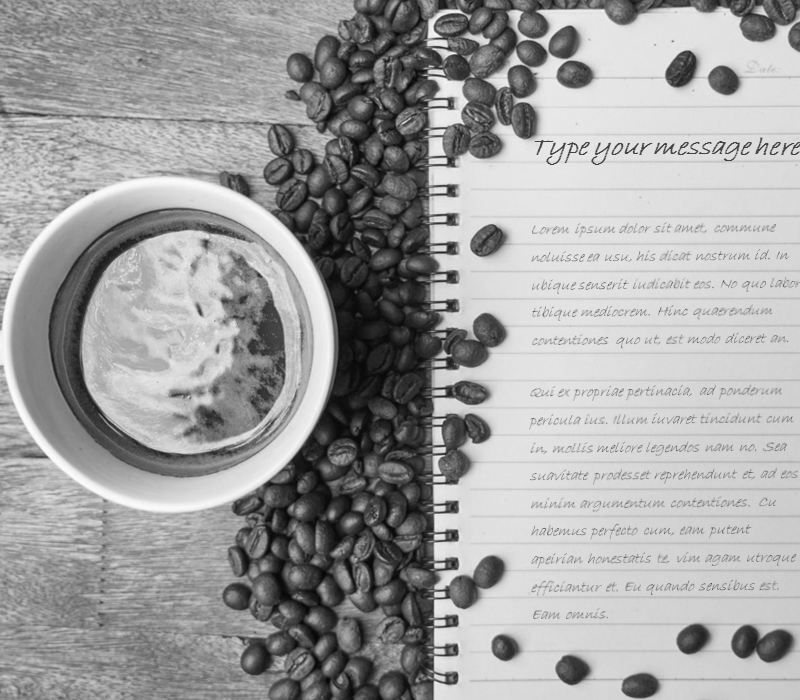 Date:
Type your message here
Lorem ipsum dolor sit amet, commune
noluisse ea usu, his dicat nostrum id. In
ubique senserit iudicabit eos. No quo labor
tibique mediocrem. Hinc quaerendum
contentiones quo ut, est modo diceret an.
Qui ex propriae pertinacia, ad ponderum
pericula ius. Illum iuvaret tincidunt cum
in, mollis meliore legendos nam no. Sea
suavitate prodesset reprehendunt et, ad eos
minim argumentum contentiones. Cu
habemus perfecto cum, eam putent
apeirian honestatis te. vim agam utroque
efficiantur et. Eu quando sensibus est.
Eam omnis.